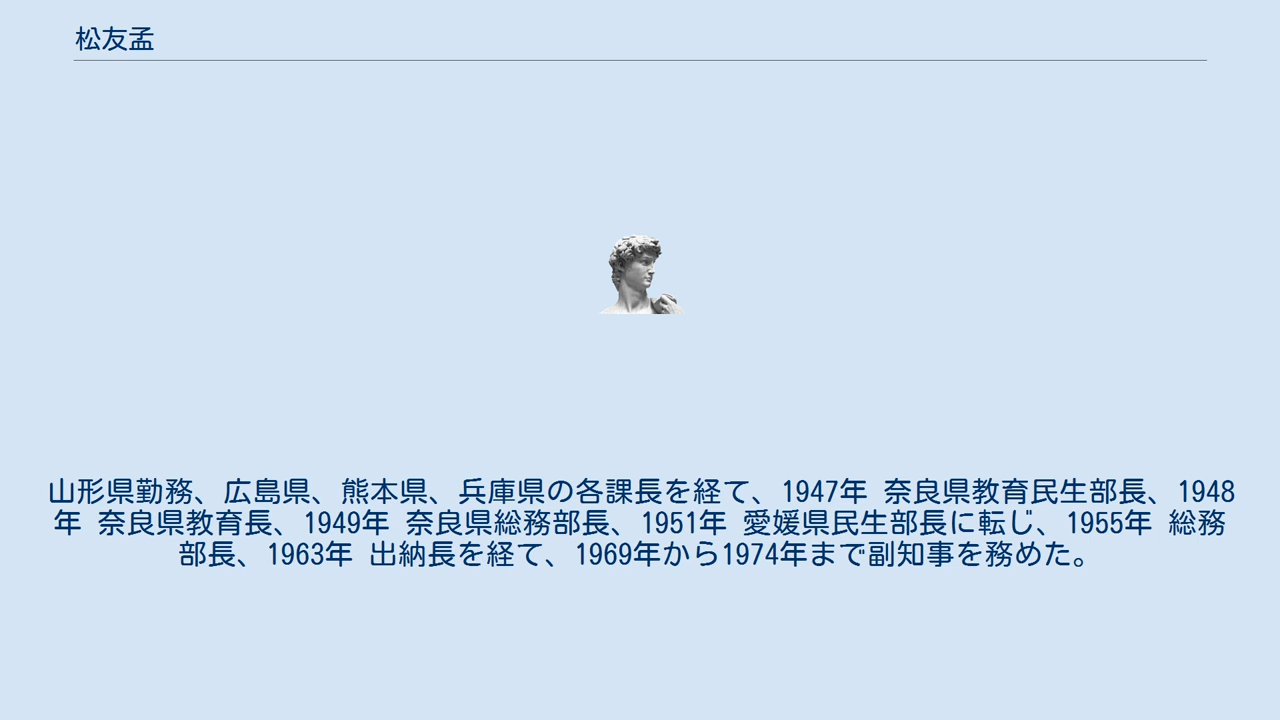 松友孟
山形県勤務、広島県、熊本県、兵庫県の各課長を経て、1947年 奈良県教育民生部長、1948
年 奈良県教育長、1949年 奈良県総務部長、1951年 愛媛県民生部長に転じ、1955年 総務
部長、1963年 出納長を経て、1969年から1974年まで副知事を務めた。